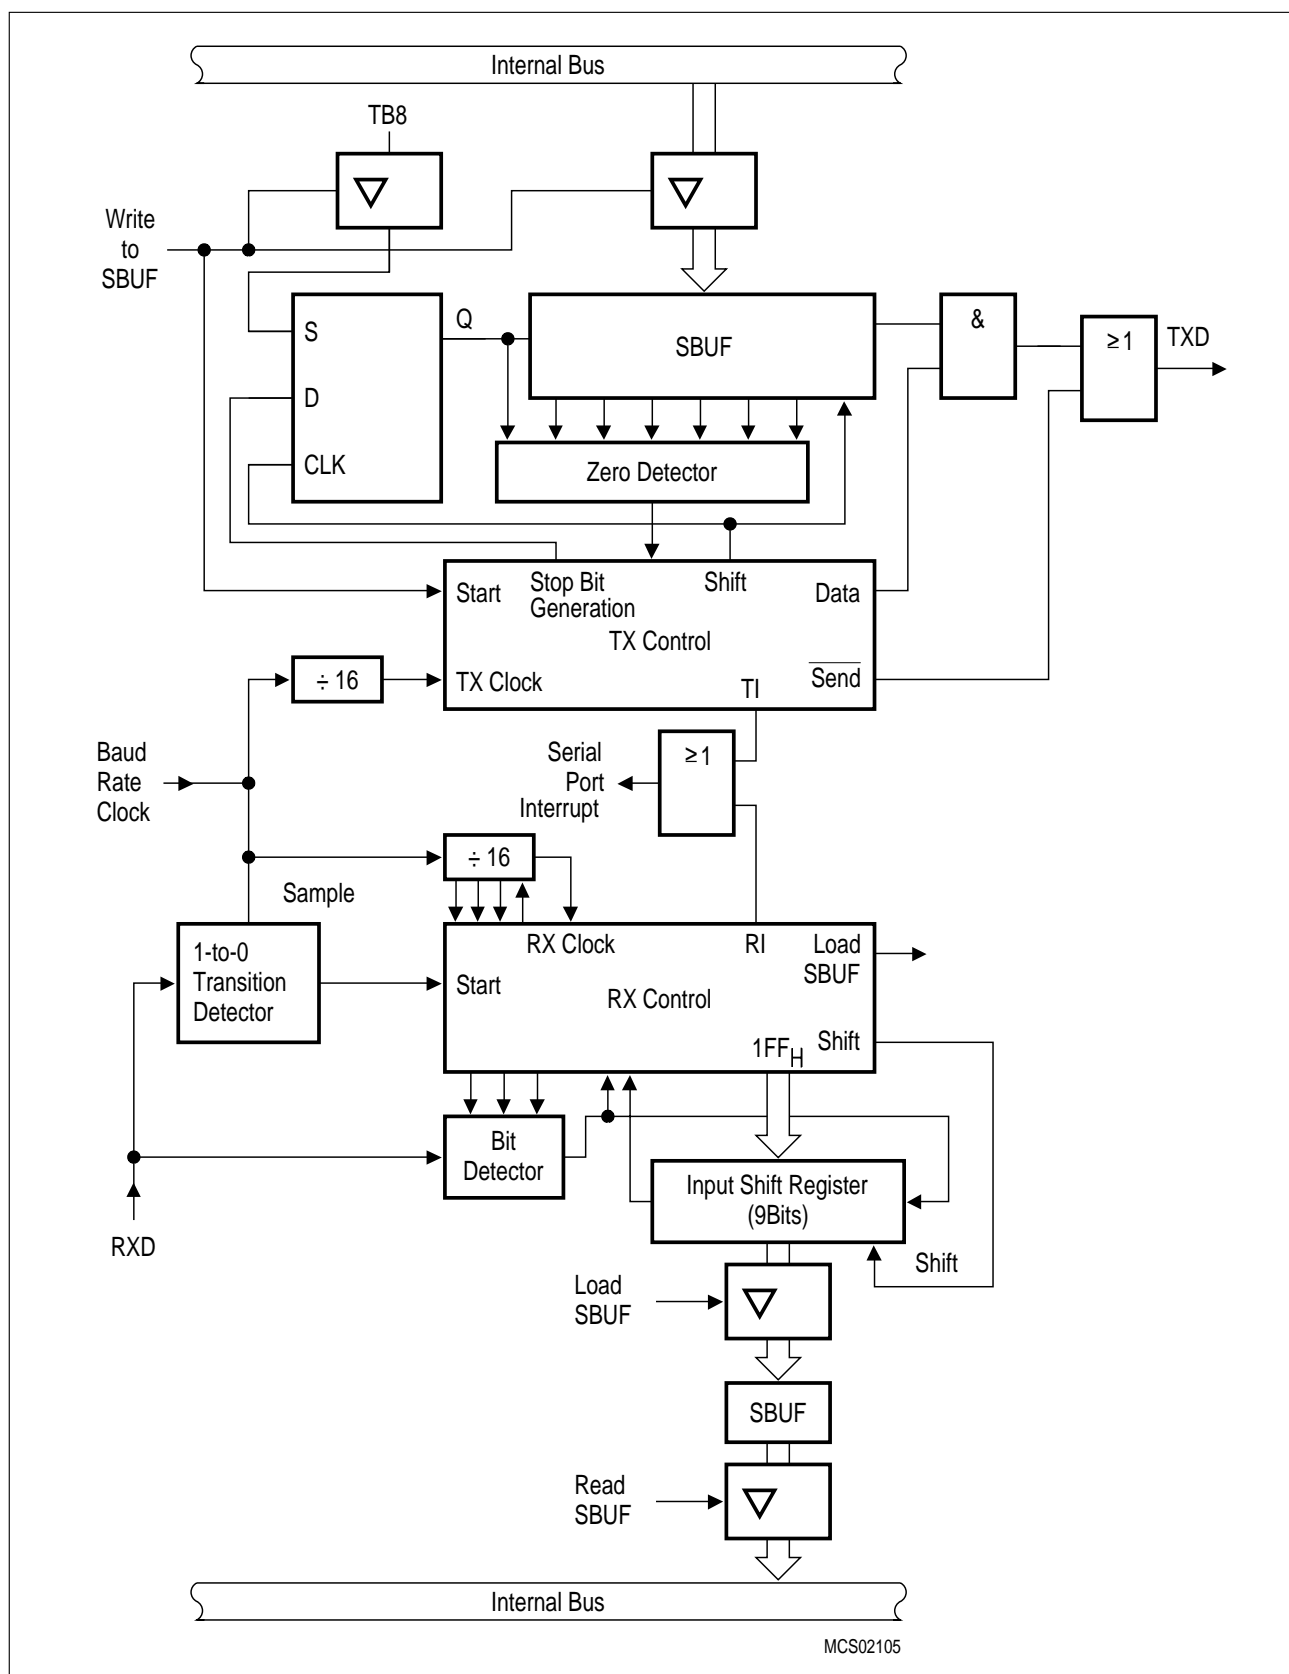 Internal Bus
TB8
Write
to
SBUF
S
Q
D
CLK
SBUF
&
≥1
TXD
Zero Detector
Start
Stop Bit
Generation
Shift
Data
TX Control
÷ 16
TX Clock
TI
Send
Baud
Rate
Clock
Serial
Port
Interrupt
≥1
÷ 16
Sample
1-to-0
Transition
Detector
RX Clock
RI
Load
SBUF
Start
RX Control
1FFH
Shift
Bit
Detector
Input Shift Register
(9Bits)
RXD
Shift
Load
SBUF
SBUF
Read
SBUF
Internal Bus
MCS02105